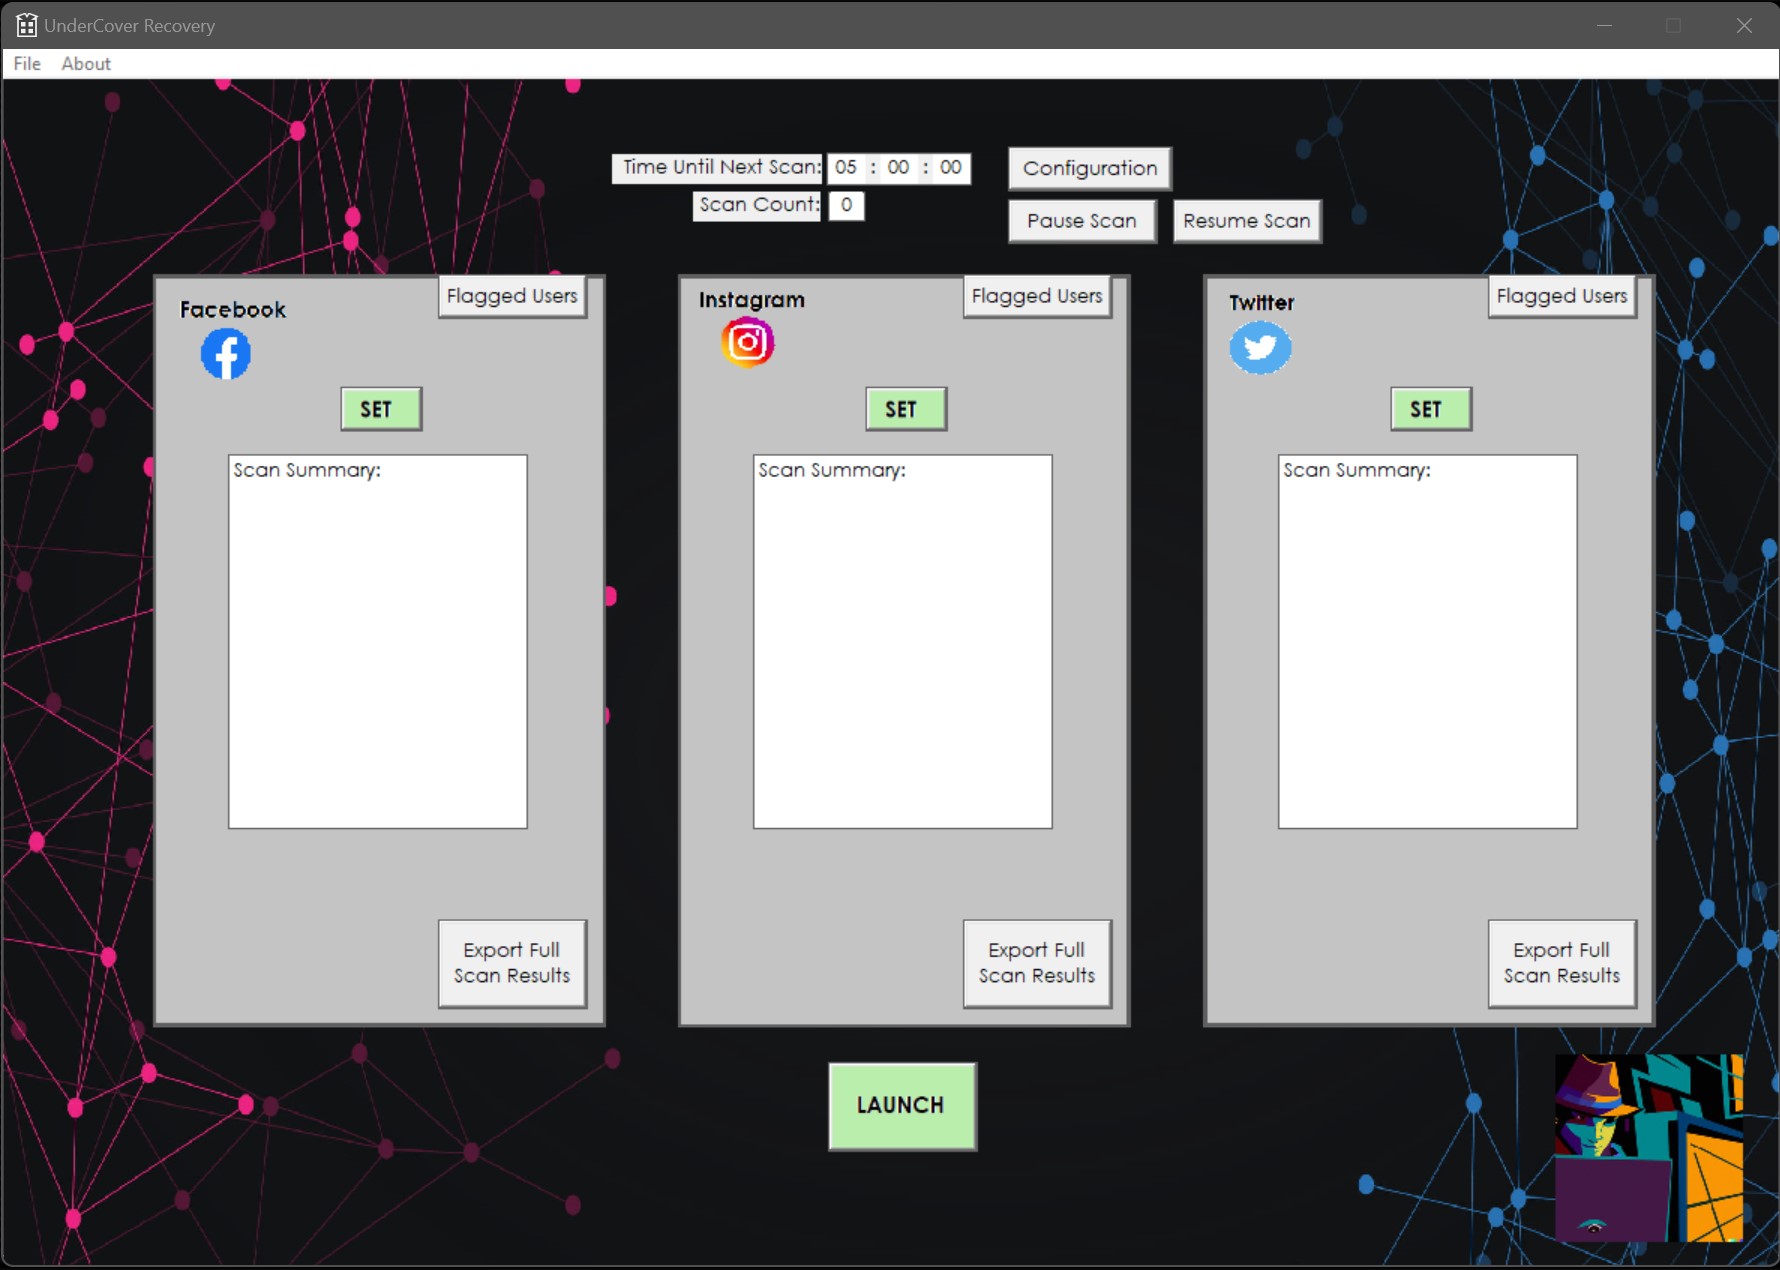 UnderCover Recovery
File About
Time Until Next Scan: 05 : 00 : 00
Configuration
Scan Count: 0
Pause Scan Resume Scan
Facebook
Flagged Users
SET
Scan Summary:
Export Full
Scan Results
Instagram
Flagged Users
SET
Scan Summary:
Export Full
Scan Results
Twitter
Flagged Users
SET
Scan Summary:
Export Full
Scan Results
LAUNCH